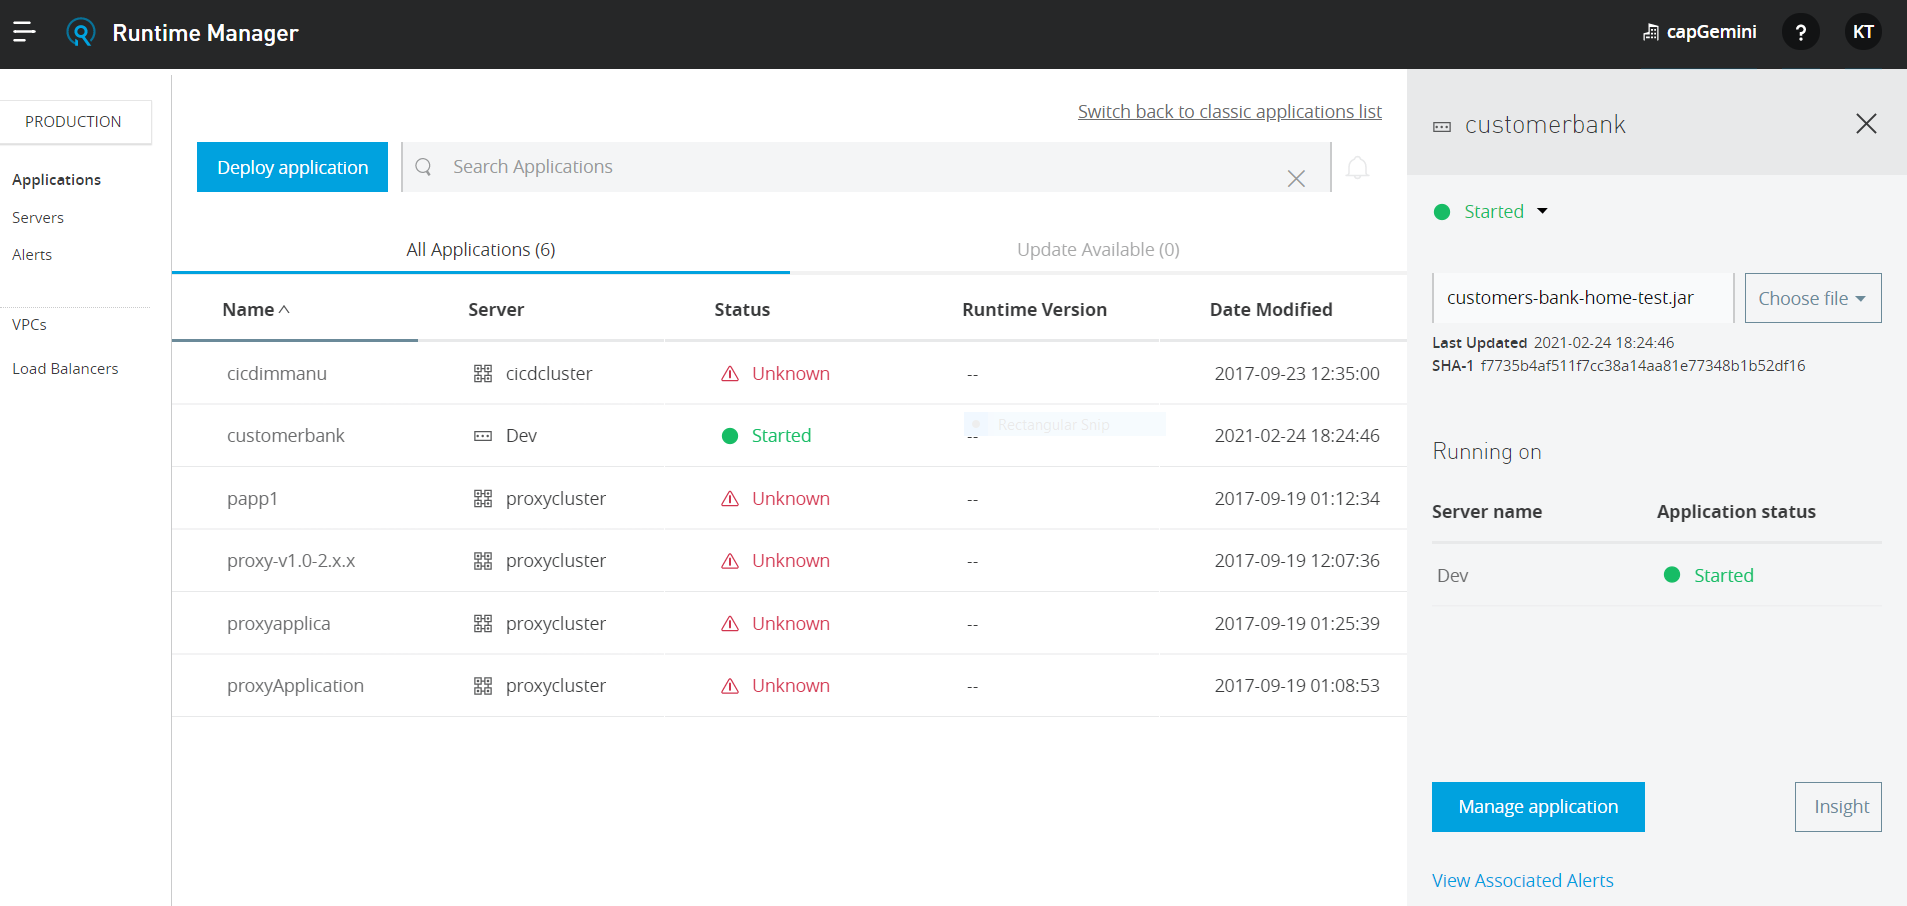 Runtime Manager
capGemini
?
KT
PRODUCTION
Applications
Servers
Alerts
VPCs
Load Balancers
Switch back to classic applications list
Deploy application
Search Applications
All Applications (6)
Update Available (0)
Name Server Status Runtime Version Date Modified
cicdimmanu cicdcluster Unknown -- 2017-09-23 12:35:00
customerbank Dev Started -- 2021-02-24 18:24:46
Rectangular Snip
papp1 proxycluster Unknown -- 2017-09-19 01:12:34
proxy-v1.0-2.x.x proxycluster Unknown -- 2017-09-19 12:07:36
proxyapplica proxycluster Unknown -- 2017-09-19 01:25:39
proxyApplication proxycluster Unknown -- 2017-09-19 01:08:53
customerbank
Started
customers-bank-home-test.jar
Choose file
Last Updated 2021-02-24 18:24:46
SHA-1 f7735b4af511f7cc38a14aa81e77348b1b52df16
Running on
Server name Application status
Dev Started
Manage application
Insight
View Associated Alerts